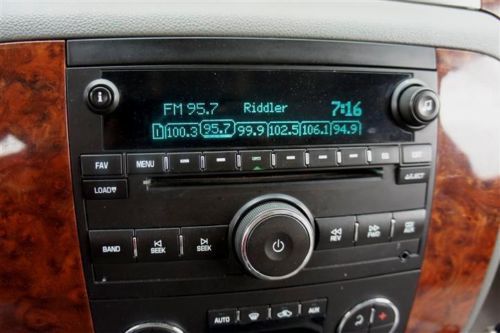 FM 95.7 Riddler 7:16
1 100.3 95.7 99.9 102.5 106.1 94.9
FAV MENU
LOAD EJECT
BAND SEEK SEEK REV FWD
AUTO AUX